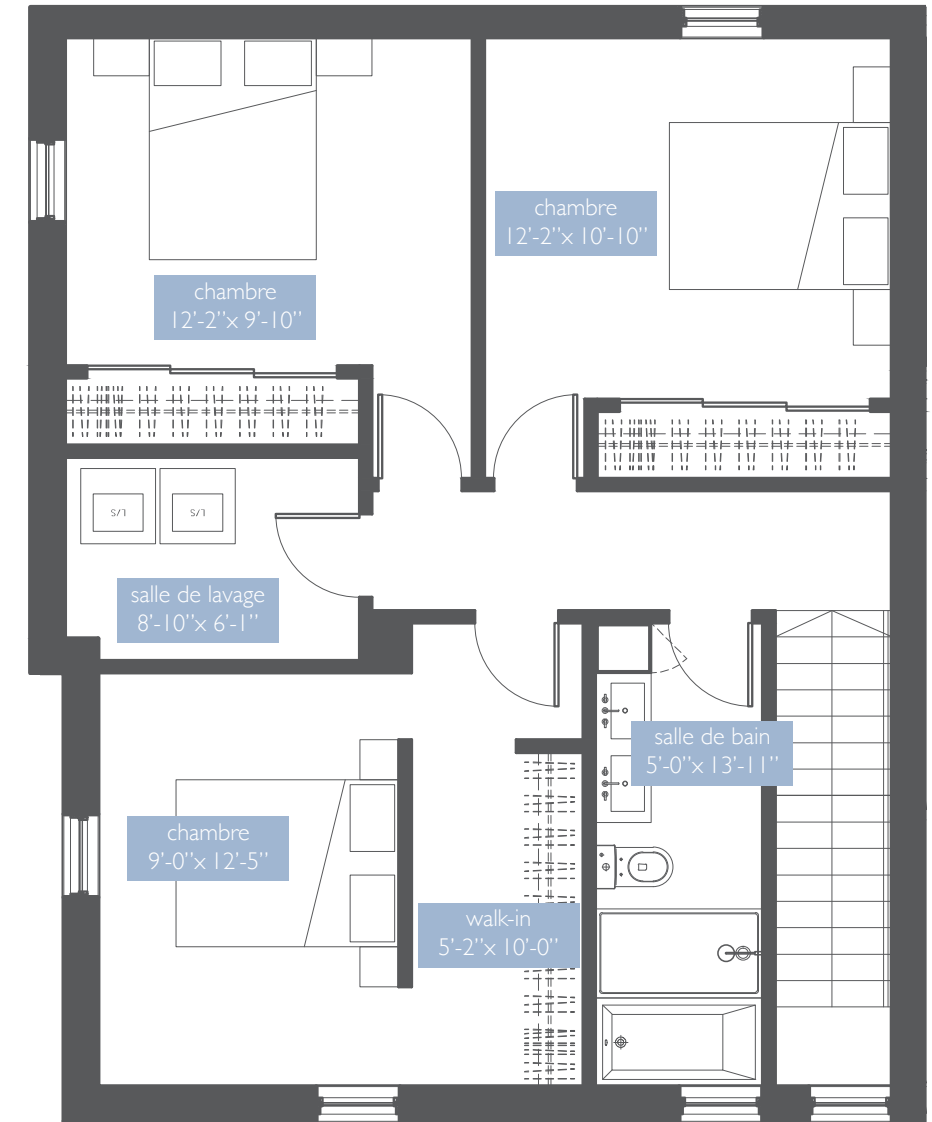 chambre
12'-2''x 10'-10''
chambre
12'-2''x 9'-10''
L/S
L/S
salle de lavage
8'-10''x 6'-1''
salle de bain
5'-0''x 13'-11''
chambre
9'-0''x 12'-5''
walk-in
5'-2''x 10'-0''